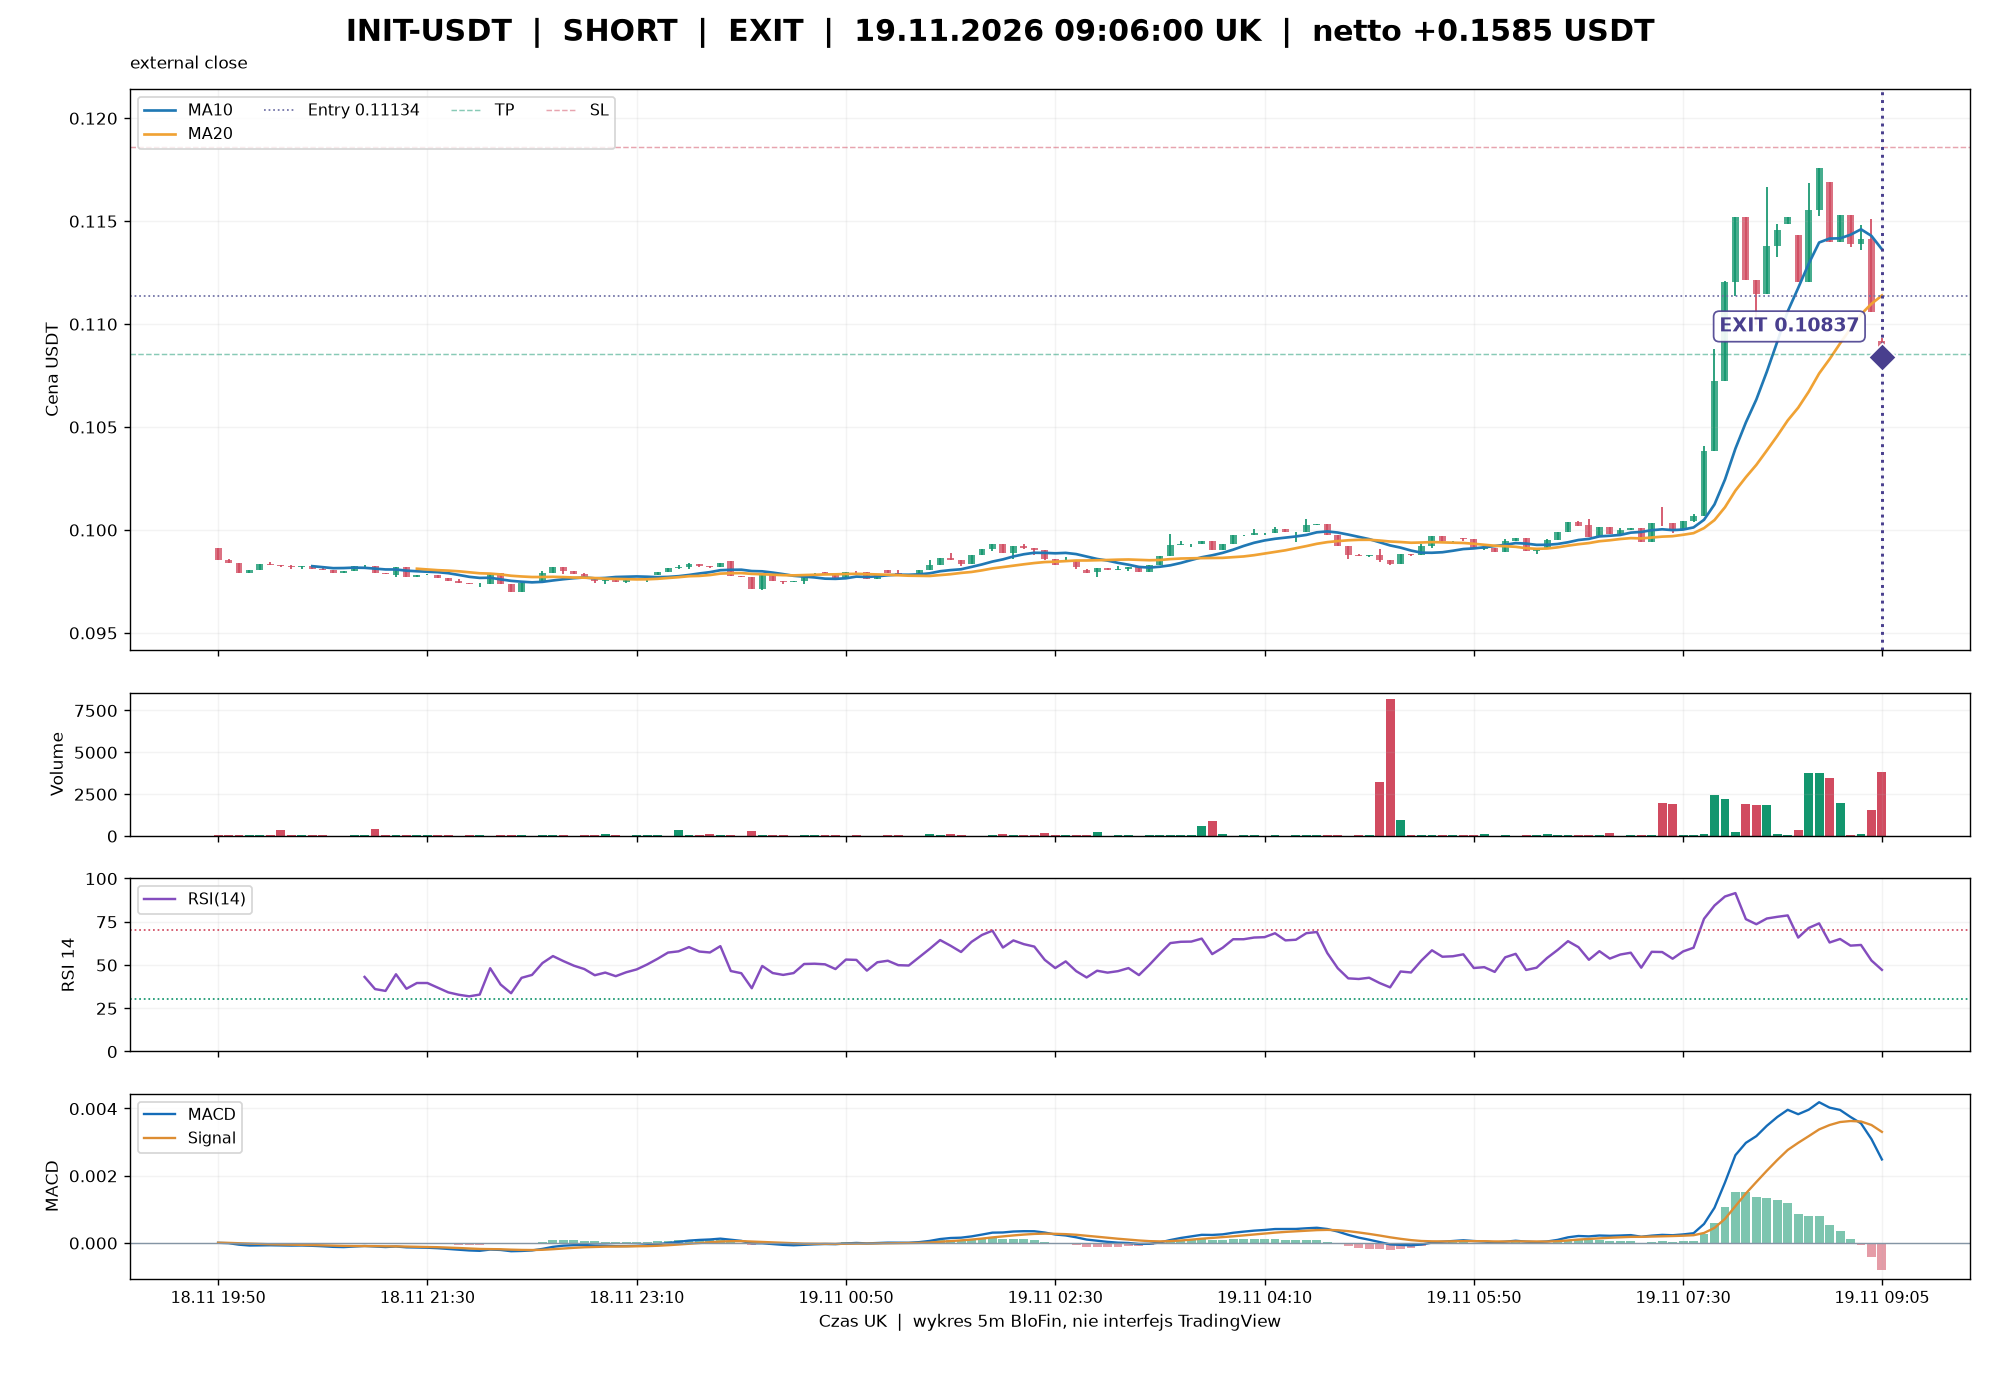 INIT-USDT | SHORT | EXIT | 19.11.2026 09:06:00 UK | netto +0.1585 USDT
external close
MA10
MA20
Entry 0.11134
TP
SL
Cena USDT
0.120
0.115
0.110
0.105
0.100
0.095
EXIT 0.10837
Volume
7500
5000
2500
0
RSI(14)
RSI 14
100
75
50
25
0
MACD
Signal
MACD
0.004
0.002
0.000
18.11 19:50
18.11 21:30
18.11 23:10
19.11 00:50
19.11 02:30
19.11 04:10
19.11 05:50
19.11 07:30
19.11 09:05
Czas UK | wykres 5m BloFin, nie interfejs TradingView